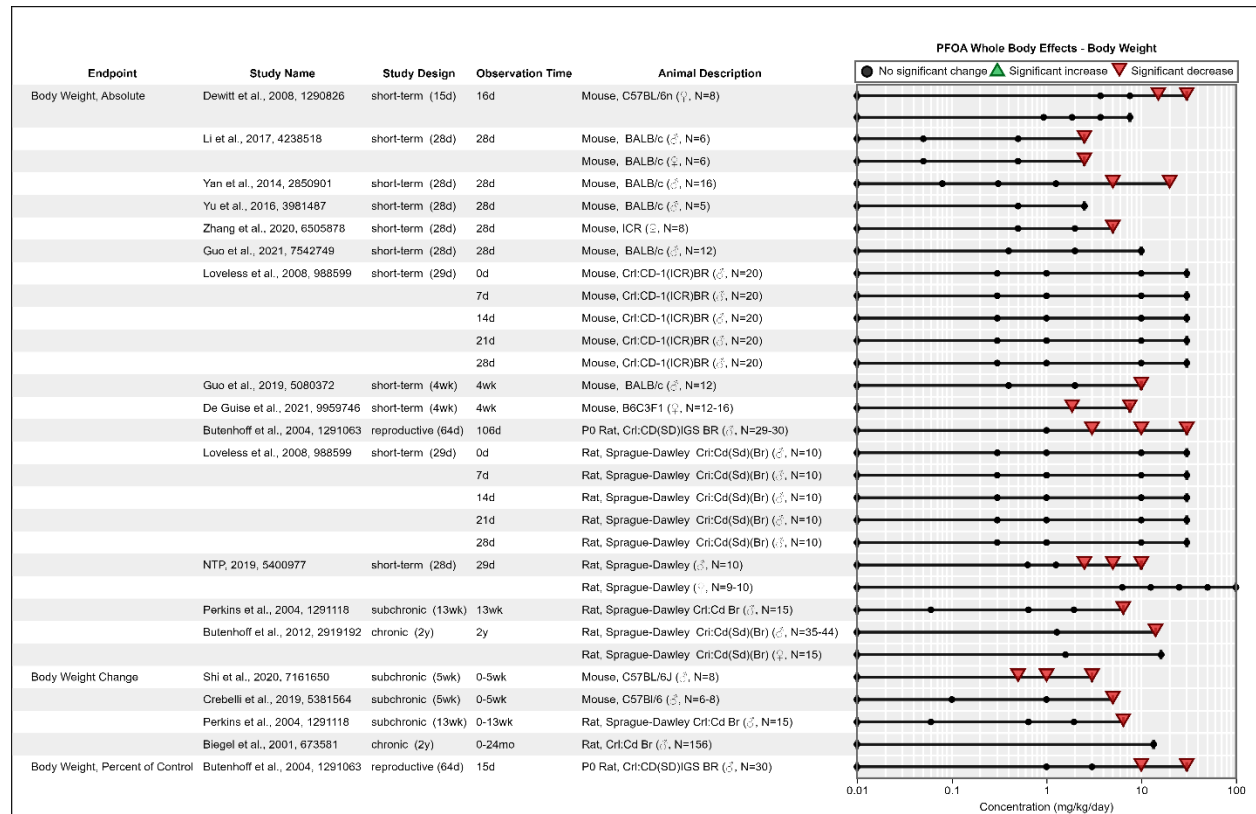 PFOA Whole Body Effects - Body Weight
Endpoint Study Name Study Design Observation Time Animal Description
No significant change Significant increase Significant decrease
Body Weight, Absolute Dewitt et al., 2008, 1290826 short-term (15d) 16d Mouse, C57BL/6n (♀, N=8)
Li et al., 2017, 4238518 short-term (28d) 28d Mouse, BALB/c (♂, N=6)
Mouse, BALB/c (♀, N=6)
Yan et al., 2014, 2850901 short-term (28d) 28d Mouse, BALB/c (♂, N=16)
Yu et al., 2016, 3981487 short-term (28d) 28d Mouse, BALB/c (♂, N=5)
Zhang et al., 2020, 6505878 short-term (28d) 28d Mouse, ICR (♀, N=8)
Guo et al., 2021, 7542749 short-term (28d) 28d Mouse, BALB/c (♂, N=12)
Loveless et al., 2008, 988599 short-term (29d) 0d Mouse, Crl:CD-1(ICR)BR (♂, N=20)
7d Mouse, Crl:CD-1(ICR)BR (♂, N=20)
14d Mouse, Crl:CD-1(ICR)BR (♂, N=20)
21d Mouse, Crl:CD-1(ICR)BR (♂, N=20)
28d Mouse, Crl:CD-1(ICR)BR (♂, N=20)
Guo et al., 2019, 5080372 short-term (4wk) 4wk Mouse, BALB/c (♂, N=12)
De Guise et al., 2021, 9959746 short-term (4wk) 4wk Mouse, B6C3F1 (♀, N=12-16)
Butenhoff et al., 2004, 1291063 reproductive (64d) 106d P0 Rat, Crl:CD(SD)IGS BR (♂, N=29-30)
Loveless et al., 2008, 988599 short-term (29d) 0d Rat, Sprague-Dawley Cri:Cd(Sd)(Br) (♂, N=10)
7d Rat, Sprague-Dawley Cri:Cd(Sd)(Br) (♂, N=10)
14d Rat, Sprague-Dawley Cri:Cd(Sd)(Br) (♂, N=10)
21d Rat, Sprague-Dawley Cri:Cd(Sd)(Br) (♂, N=10)
28d Rat, Sprague-Dawley Cri:Cd(Sd)(Br) (♂, N=10)
NTP, 2019, 5400977 short-term (28d) 29d Rat, Sprague-Dawley (♂, N=10)
Rat, Sprague-Dawley (♀, N=9-10)
Perkins et al., 2004, 1291118 subchronic (13wk) 13wk Rat, Sprague-Dawley Crl:Cd Br (♂, N=15)
Butenhoff et al., 2012, 2919192 chronic (2y) 2y Rat, Sprague-Dawley Cri:Cd(Sd)(Br) (♂, N=35-44)
Rat, Sprague-Dawley Cri:Cd(Sd)(Br) (♀, N=15)
Body Weight Change Shi et al., 2020, 7161650 subchronic (5wk) 0-5wk Mouse, C57BL/6J (♂, N=8)
Crebelli et al., 2019, 5381564 subchronic (5wk) 0-5wk Mouse, C57Bl/6 (♂, N=6-8)
Perkins et al., 2004, 1291118 subchronic (13wk) 0-13wk Rat, Sprague-Dawley Crl:Cd Br (♂, N=15)
Biegel et al., 2001, 673581 chronic (2y) 0-24mo Rat, Crl:Cd Br (♂, N=156)
Body Weight, Percent of Control Butenhoff et al., 2004, 1291063 reproductive (64d) 15d P0 Rat, Crl:CD(SD)IGS BR (♂, N=30)
0.01 0.1 1 10 100
Concentration (mg/kg/day)